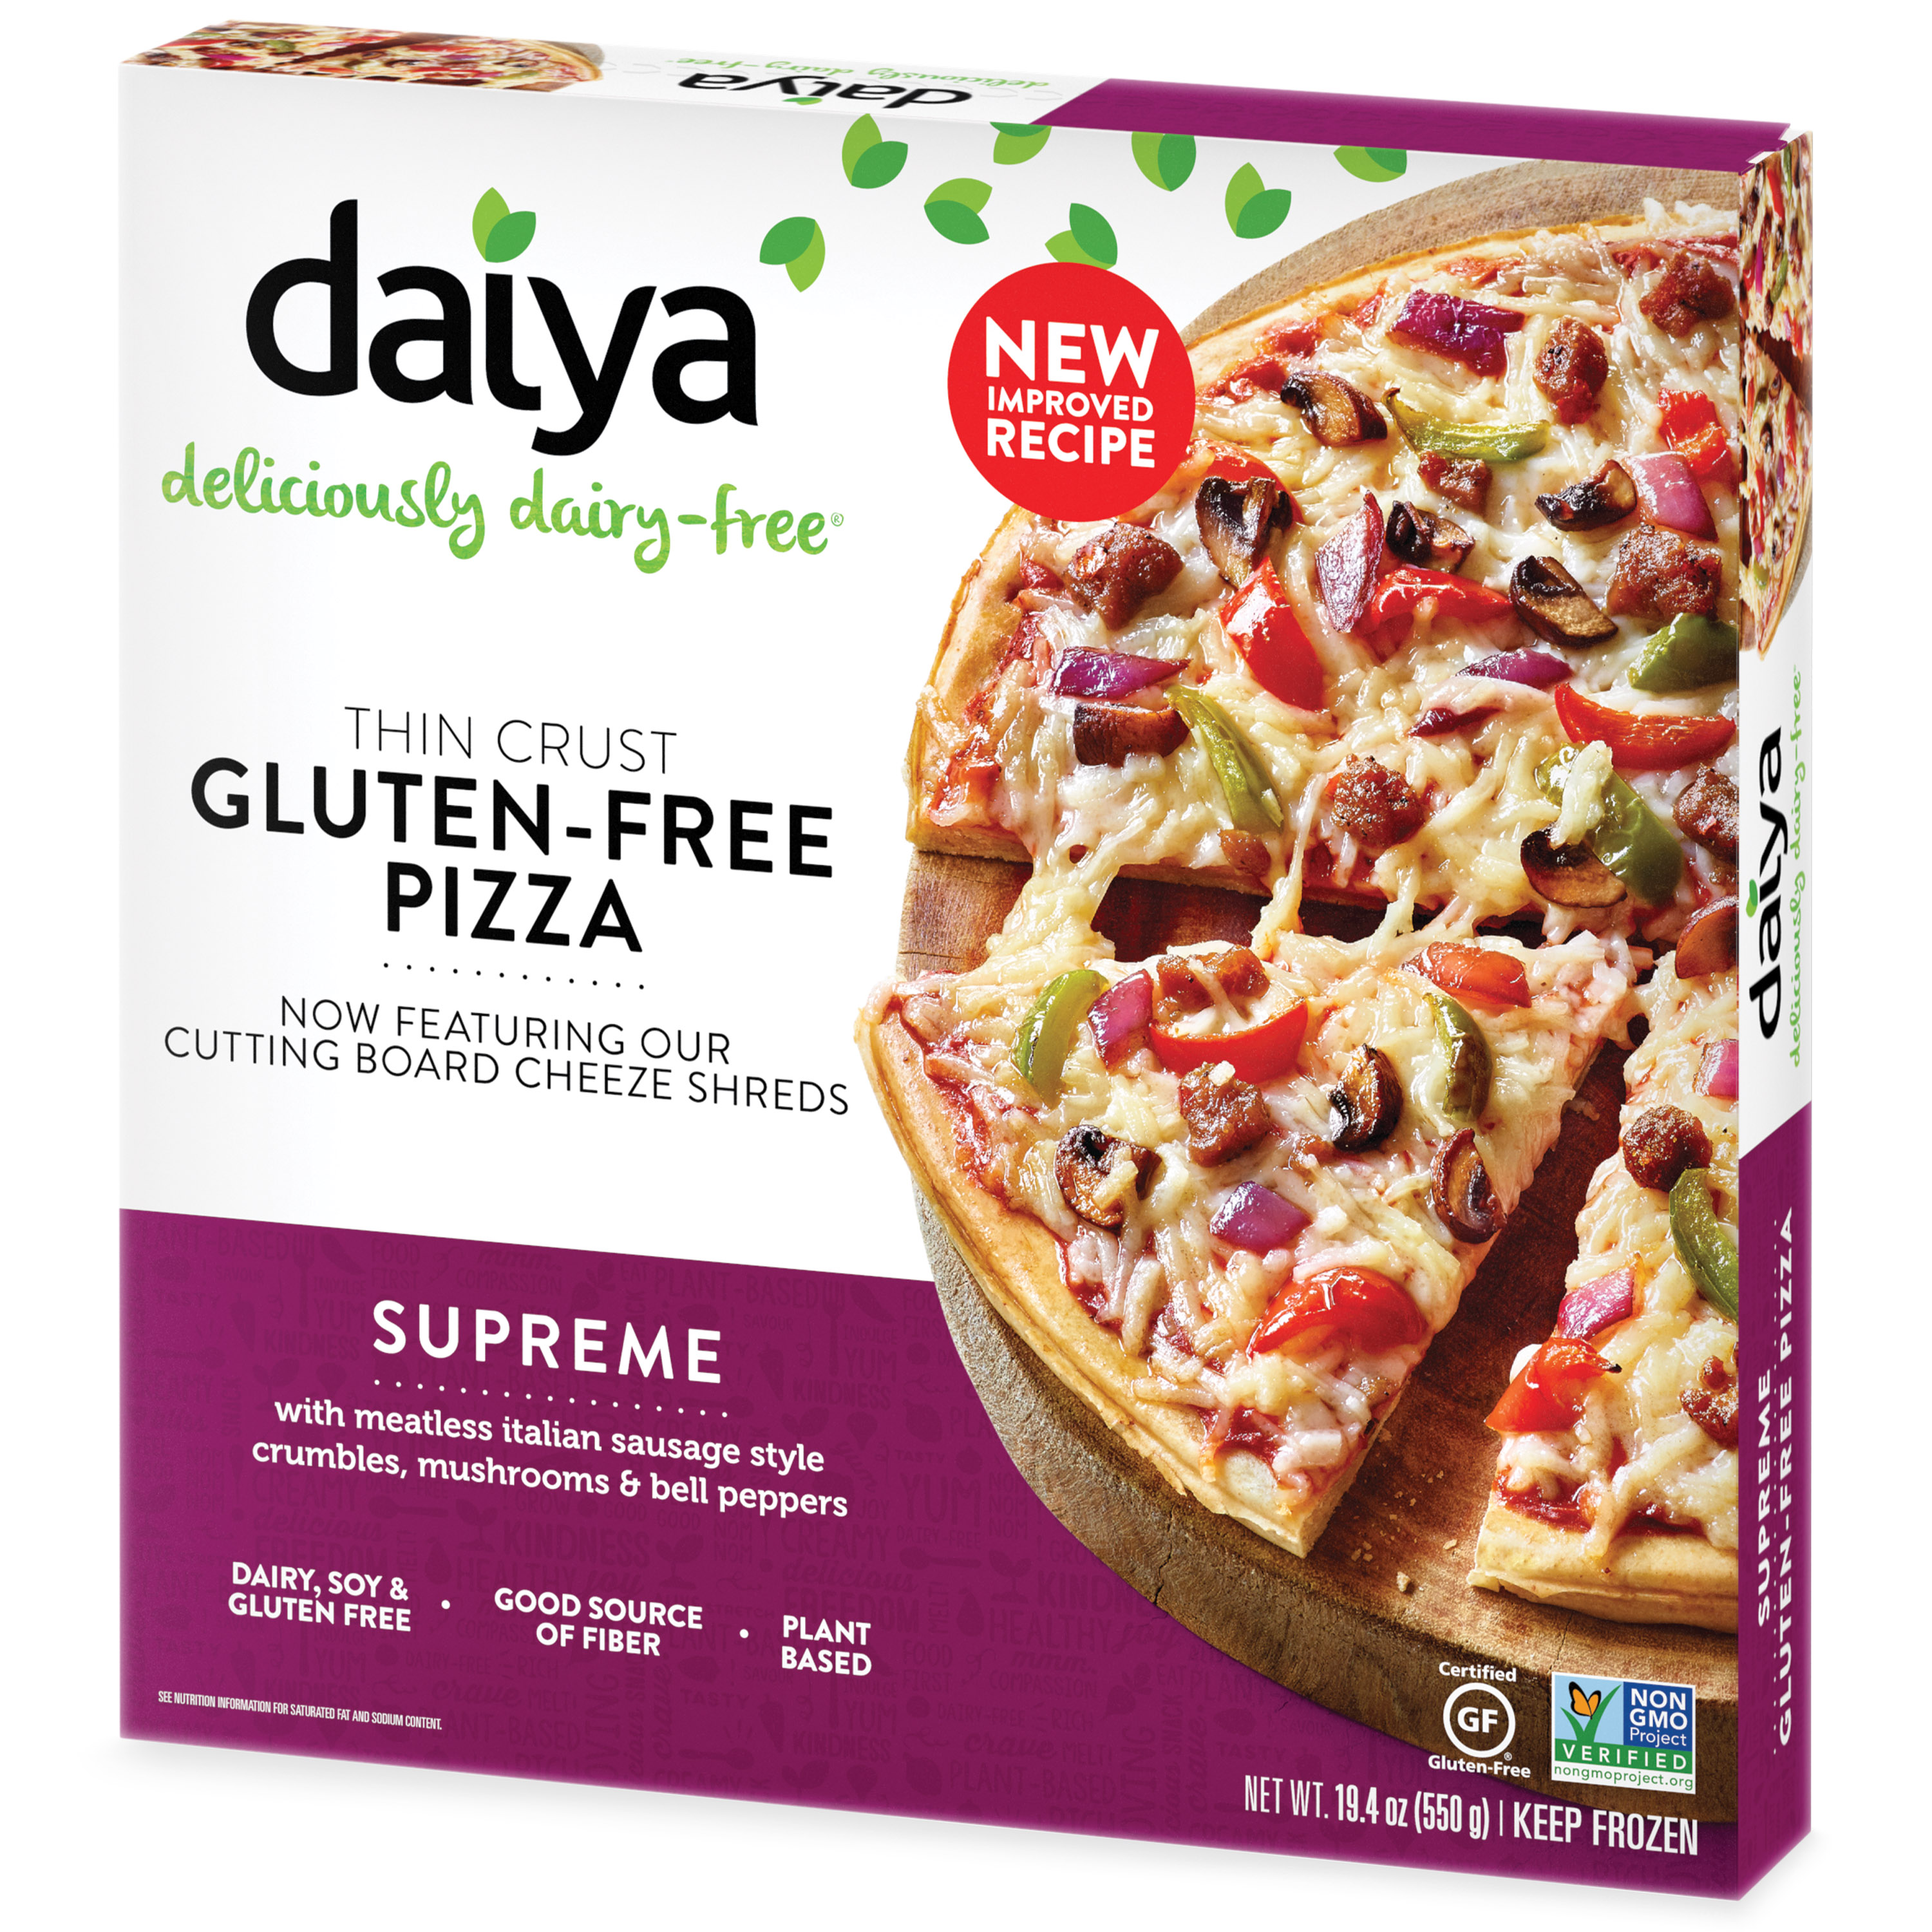 daiya
deliciously dairy-free
daiya
deliciously dairy-free®
NEW
IMPROVED
RECIPE
THIN CRUST
GLUTEN-FREE
PIZZA
NOW FEATURING OUR
CUTTING BOARD CHEEZE SHREDS
SUPREME
with meatless italian sausage style
crumbles, mushrooms & bell peppers
DAIRY, SOY &
GLUTEN FREE
•
GOOD SOURCE
OF FIBER
•
PLANT
BASED
SEE NUTRITION INFORMATION FOR SATURATED FAT AND SODIUM CONTENT.
Certified
GF
Gluten-Free®
NON
GMO
Project
VERIFIED
nongmoproject.org
NET WT. 19.4 oz (550 g) | KEEP FROZEN
daiya
deliciously dairy-free
SUPREME
GLUTEN-FREE PIZZA